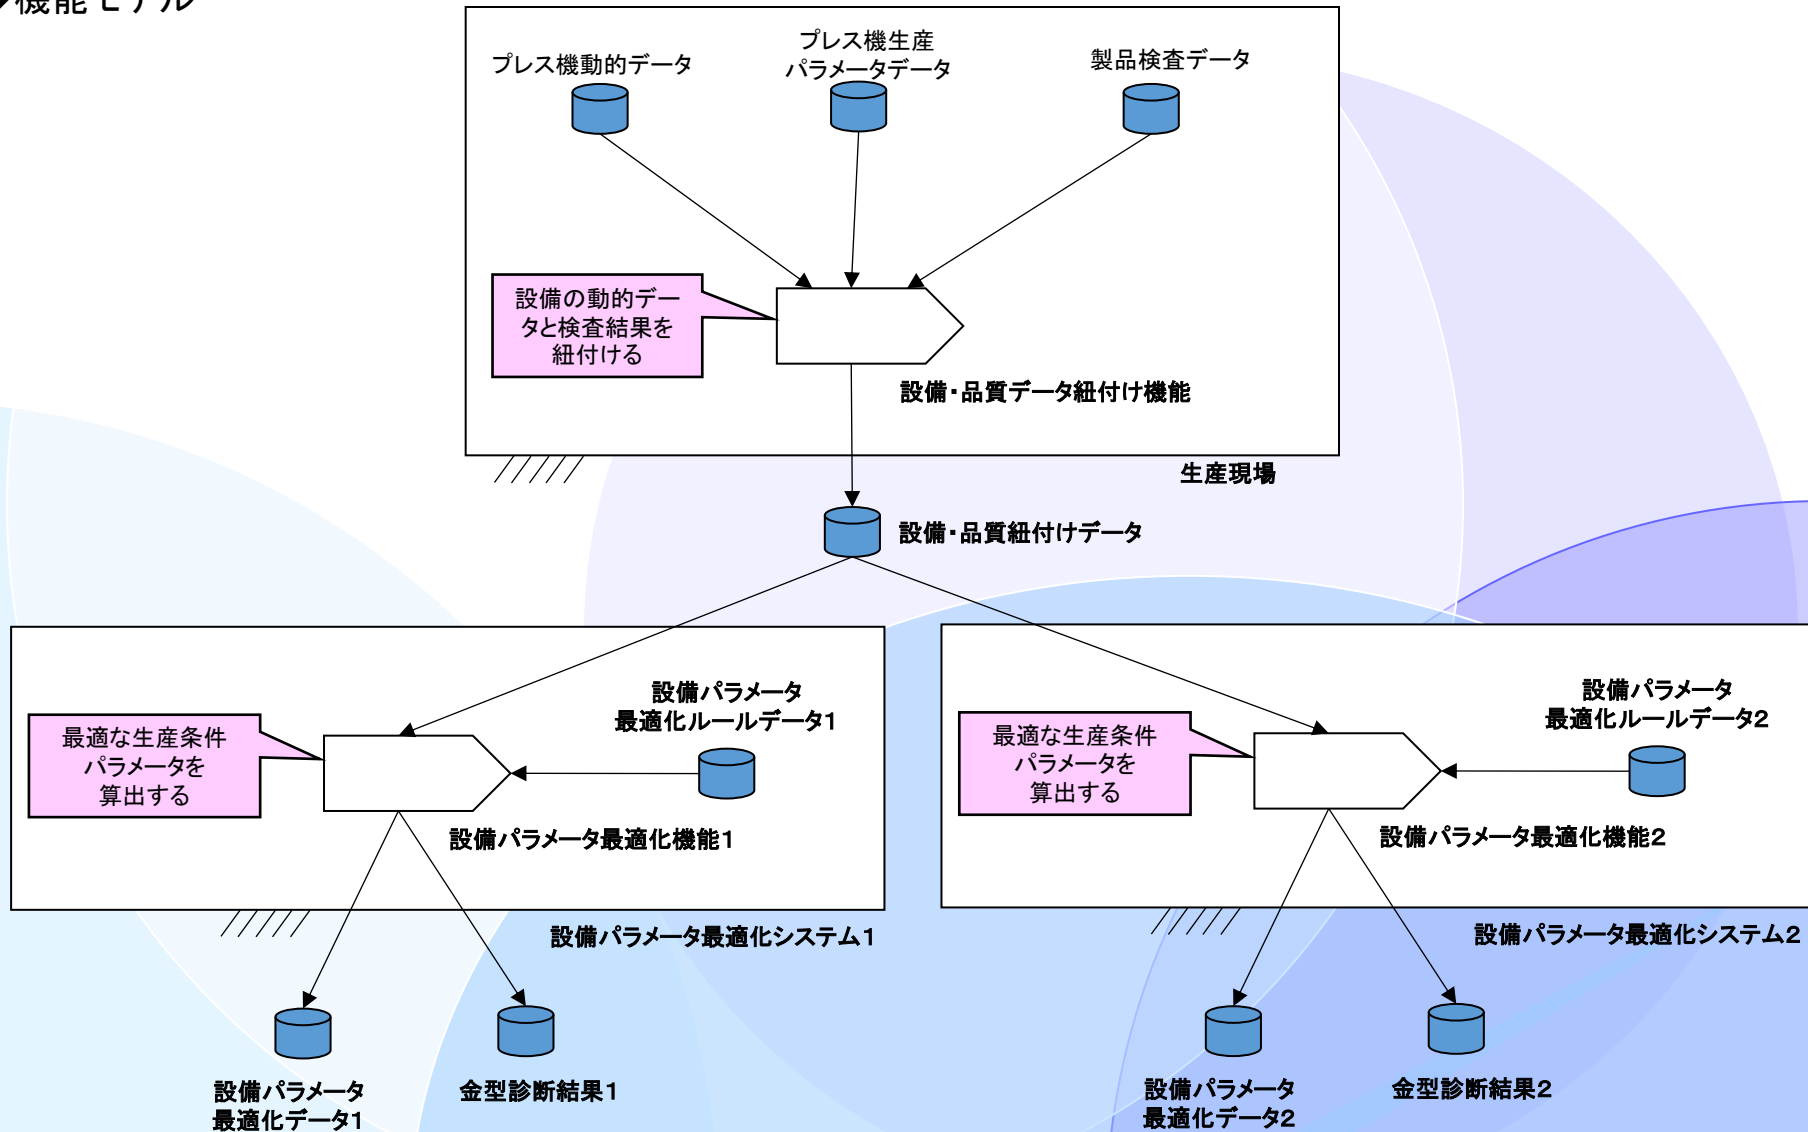 機能モデル
プレス機動的データ
プレス機生産
パラメータデータ
製品検査データ
設備の動的デー
タと検査結果を
紐付ける
設備・品質データ紐付け機能
生産現場
設備・品質紐付けデータ
設備パラメータ
最適化ルールデータ1
最適な生産条件
パラメータを
算出する
設備パラメータ最適化機能1
設備パラメータ最適化システム1
設備パラメータ
最適化データ1
金型診断結果1
設備パラメータ
最適化ルールデータ2
最適な生産条件
パラメータを
算出する
設備パラメータ最適化機能2
設備パラメータ最適化システム2
設備パラメータ
最適化データ2
金型診断結果2